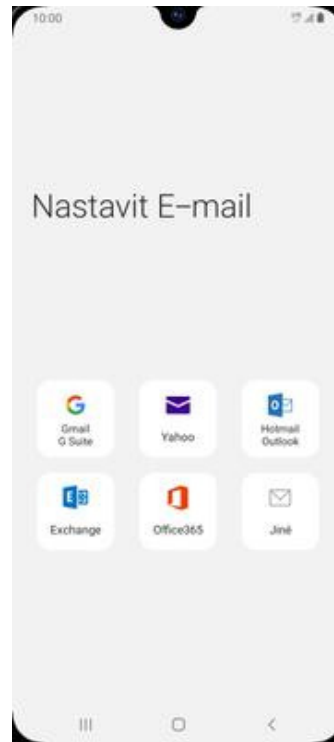 10:00
Nastavit E-mail
Gmail
G Suite
Yahoo
Hotmail
Outlook
Exchange
Office365
Jiné